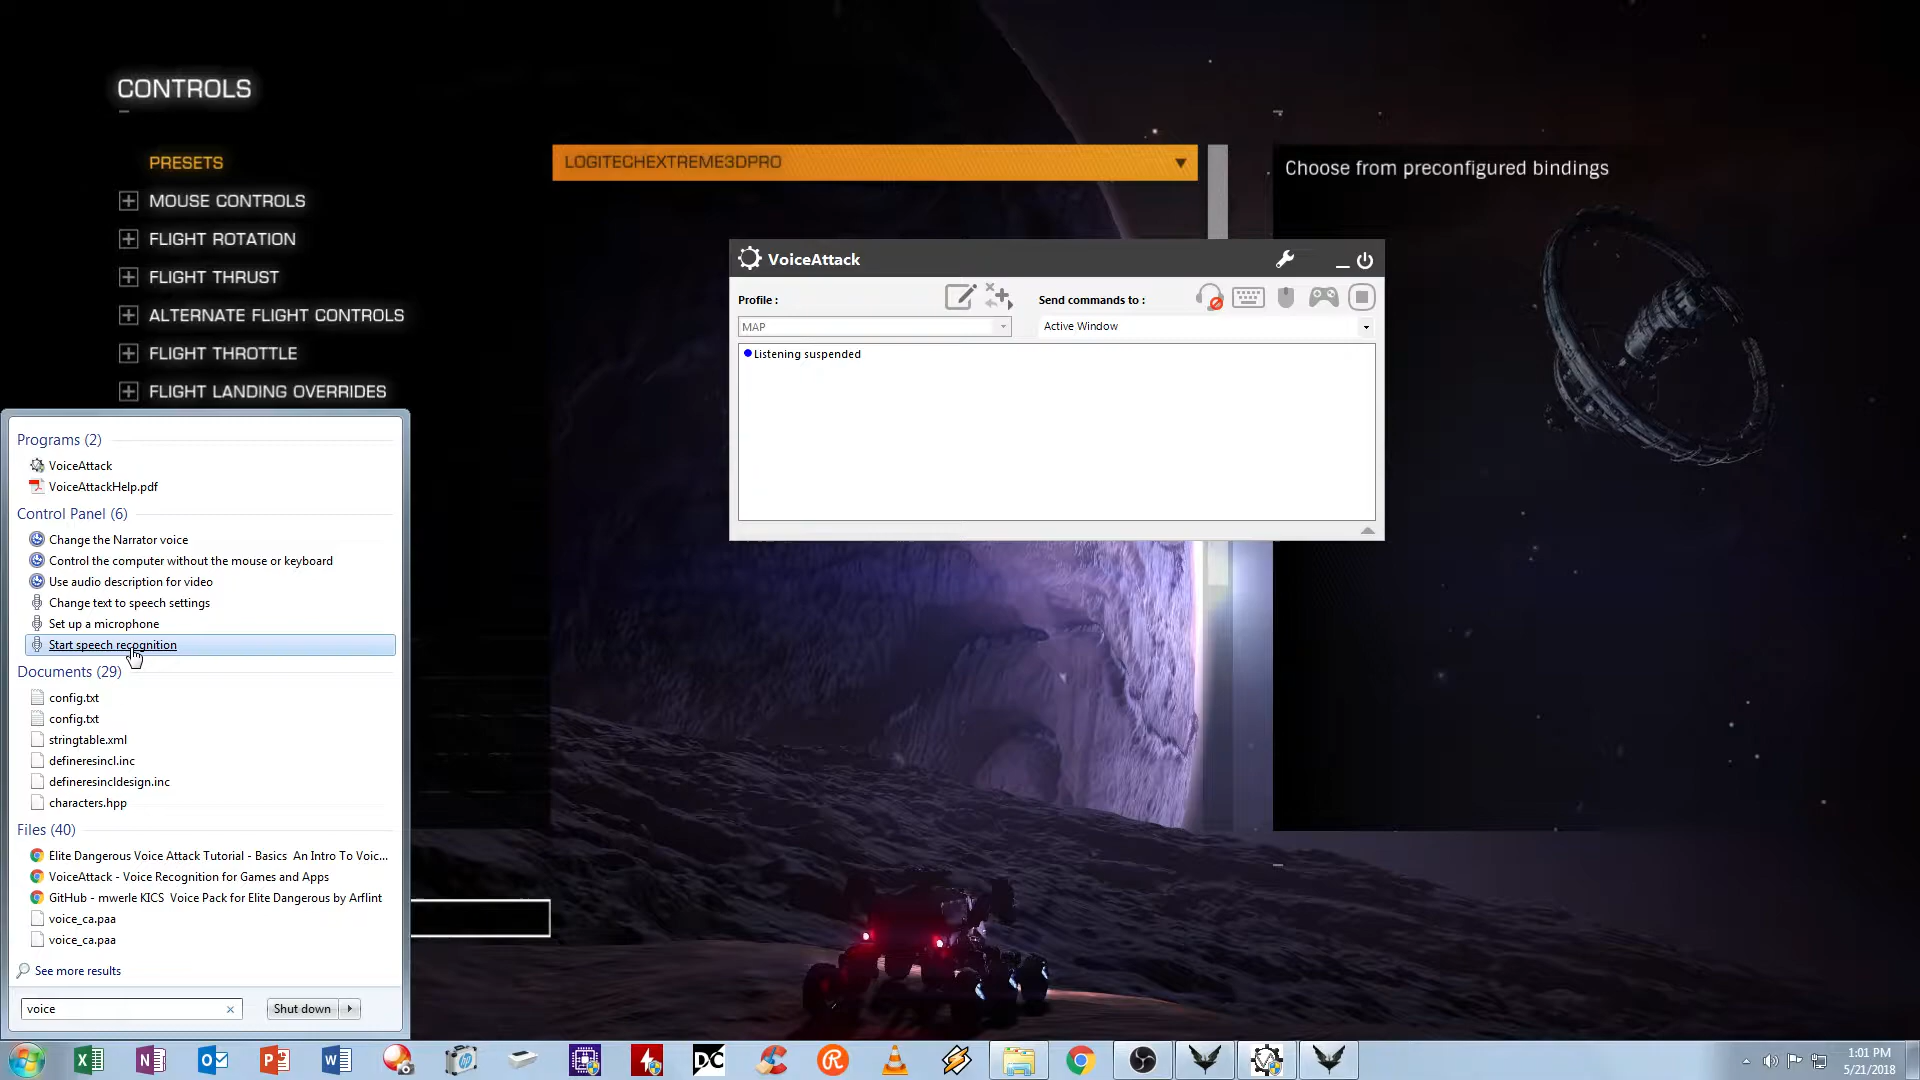 CONTROLS
PRESETS
MOUSE CONTROLS
FLIGHT ROTATION
FLIGHT THRUST
ALTERNATE FLIGHT CONTROLS
FLIGHT THROTTLE
FLIGHT LANDING OVERRIDES
LOGITECHEXTREME3DPRO
Choose from preconfigured bindings
VoiceAttack
Profile :
Send commands to :
MAP
Active Window
Listening suspended
Programs (2)
VoiceAttack
VoiceAttackHelp.pdf
Control Panel (6)
Change the Narrator voice
Control the computer without the mouse or keyboard
Use audio description for video
Change text to speech settings
Set up a microphone
Start speech recognition
Documents (29)
config.txt
config.txt
stringtable.xml
defineresincl.inc
defineresincldesign.inc
characters.hpp
Files (40)
Elite Dangerous Voice Attack Tutorial - Basics An Intro To Voic...
VoiceAttack - Voice Recognition for Games and Apps
GitHub - mwerle KICS Voice Pack for Elite Dangerous by Arflint
voice_ca.paa
voice_ca.paa
See more results
voice
Shut down
DC
1:01 PM
5/21/2018